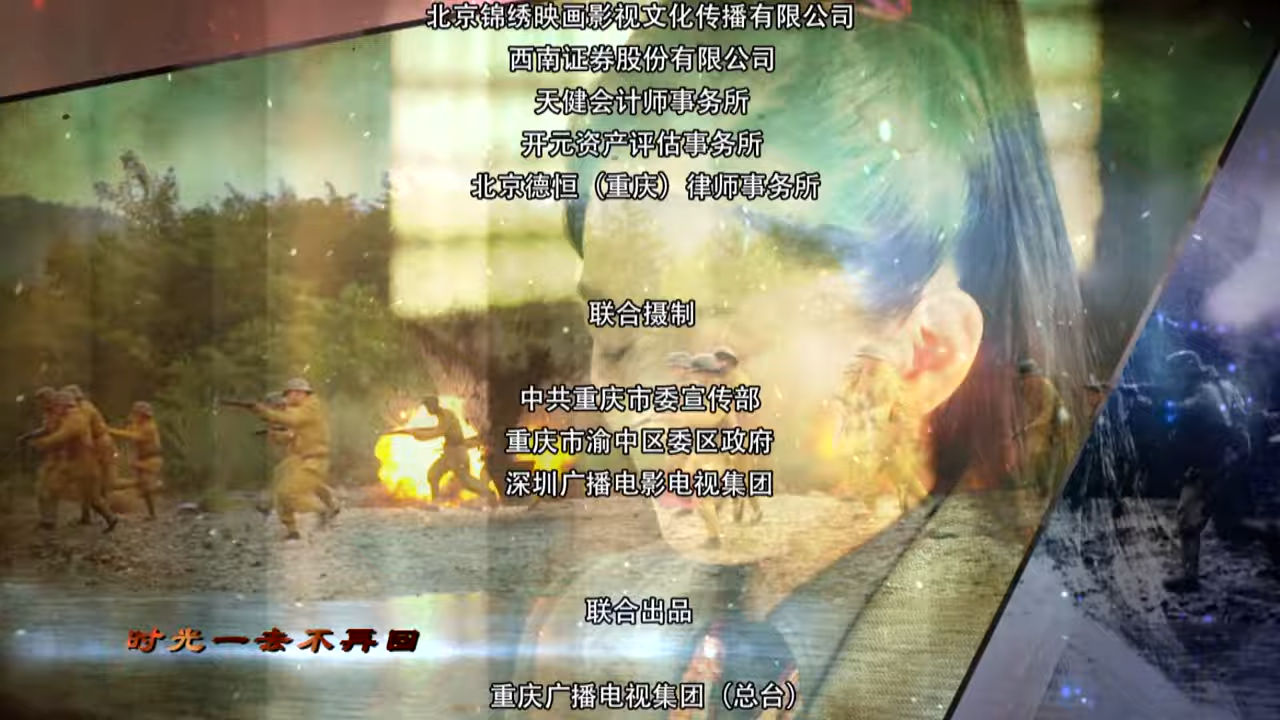 北京锦绣映画影视文化传播有限公司
西南证券股份有限公司
天健会计师事务所
开元资产评估事务所
北京德恒（重庆）律师事务所
联合摄制
中共重庆市委宣传部
重庆市渝中区委区政府
深圳广播电影电视集团
联合出品
时光一去不再回
重庆广播电视集团（总台）